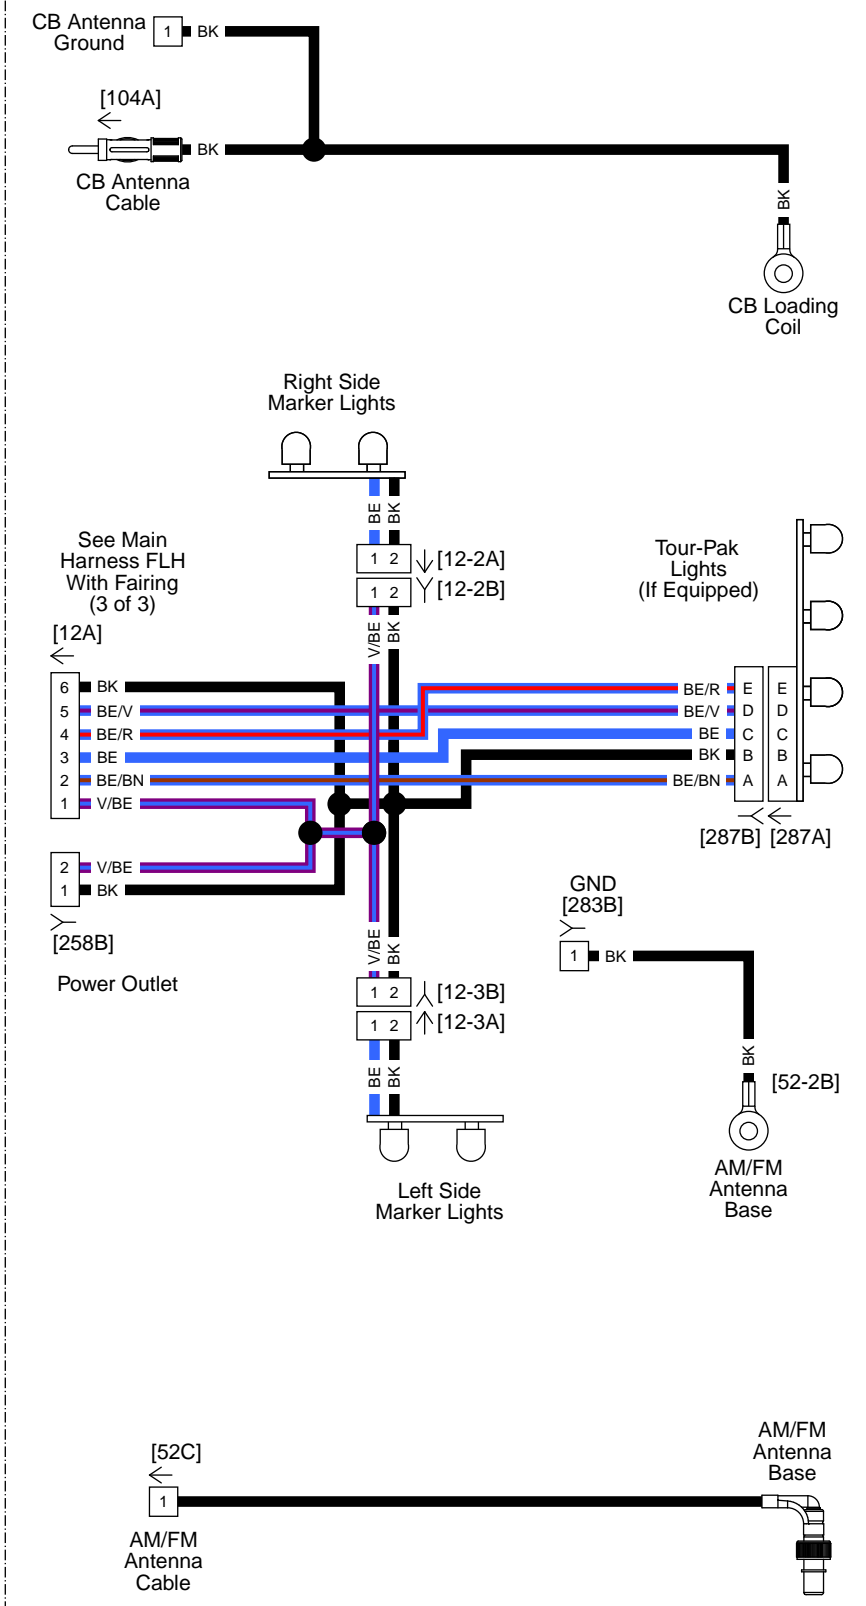 CB Antenna
Ground
1
BK
[104A]
BK
CB Antenna
Cable
BK
CB Loading
Coil
Right Side
Marker Lights
BE
BK
1 2
[12-2A]
1 2
[12-2B]
V/BE
BK
See Main
Harness FLH
With Fairing
(3 of 3)
[12A]
Tour-Pak
Lights
(If Equipped)
6 BK
5 BE/V
4 BE/R
3 BE
2 BE/BN
1 V/BE
BE/R E E
BE/V D D
BE C C
BK B B
BE/BN A A
[287B] [287A]
2 V/BE
1 BK
[258B]
Power Outlet
V/BE
BK
1 2
[12-3B]
1 2
[12-3A]
BE
BK
Left Side
Marker Lights
GND
[283B]
1
BK
BK
[52-2B]
AM/FM
Antenna
Base
[52C]
1
AM/FM
Antenna
Cable
AM/FM
Antenna
Base